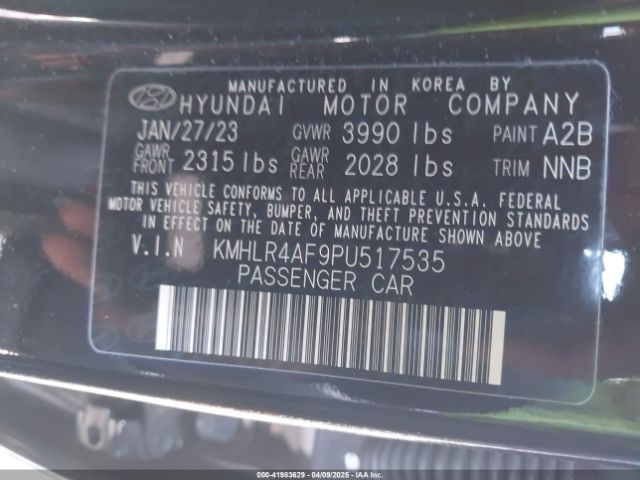 MANUFACTURED IN KOREA BY
HYUNDAI MOTOR COMPANY
JAN/27/23 GVWR 3990 lbs PAINT A2B
GAWR FRONT 2315 lbs GAWR REAR 2028 lbs TRIM NNB
THIS VEHICLE CONFORMS TO ALL APPLICABLE U.S.A. FEDERAL
MOTOR VEHICLE SAFETY, BUMPER, AND THEFT PREVENTION STANDARDS
IN EFFECT ON THE DATE OF MANUFACTURE SHOWN ABOVE
V.I.N KMHLR4AF9PU517535
PASSENGER CAR
000-41983629 - 04/09/2025 - IAAI.CA